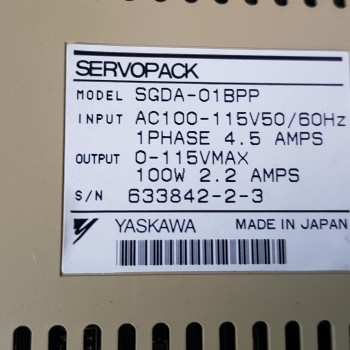 SERVOPACK
MODEL SGDA-01BPP
INPUT AC100-115V50/60Hz
1PHASE 4.5 AMPS
OUTPUT 0-115VMAX
100W 2.2 AMPS
S/N 633842-2-3
YASKAWA MADE IN JAPAN